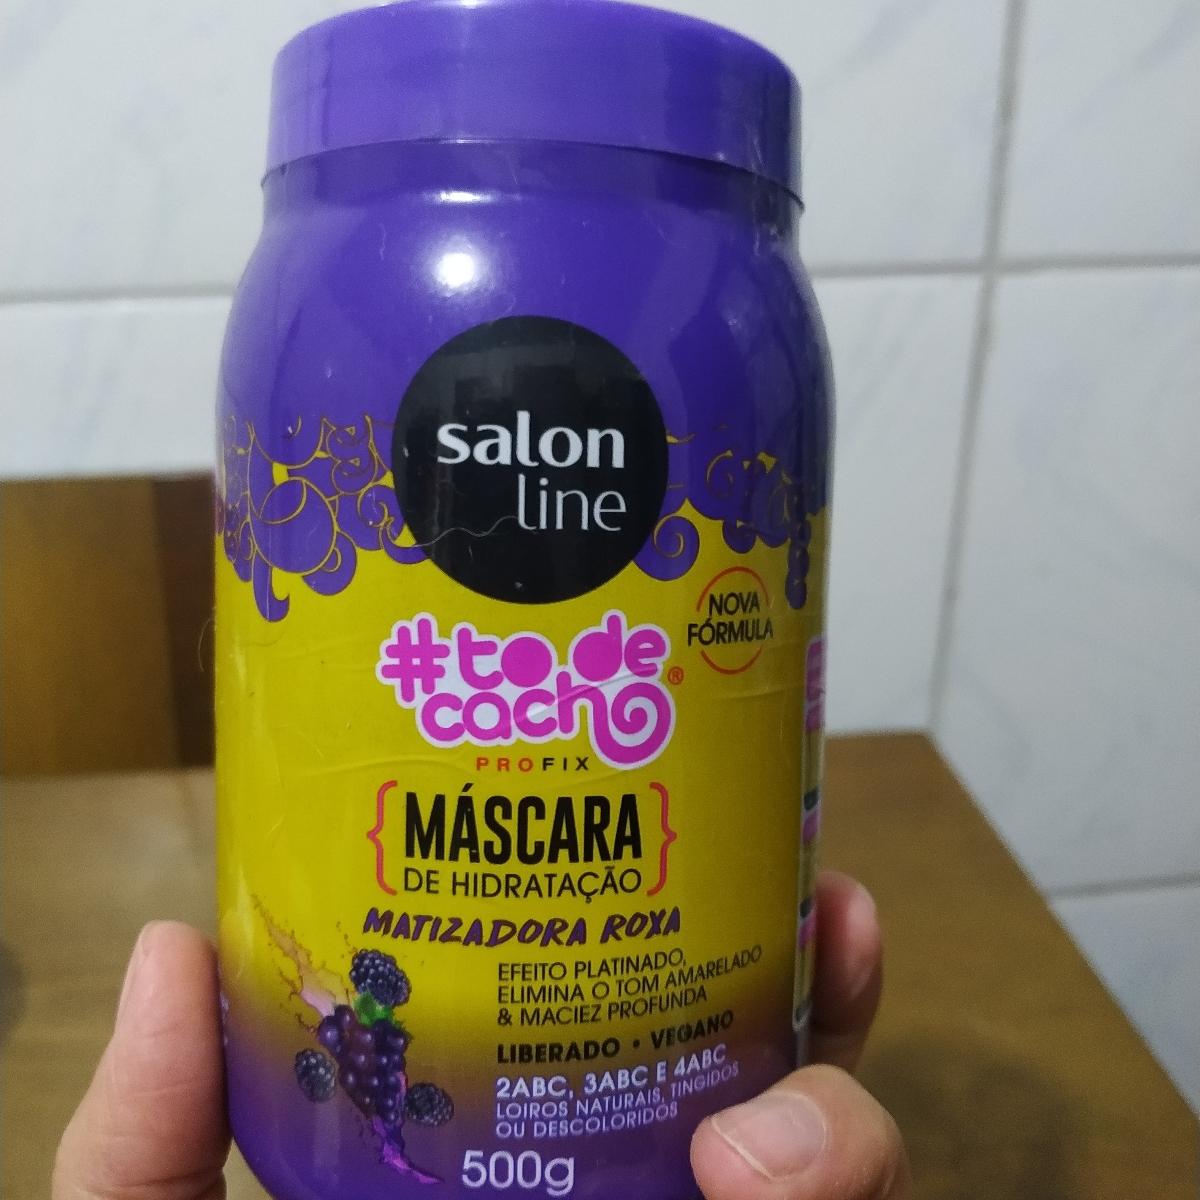 salon
line
NOVA
FÓRMULA
#to de
cacho®
PROFIX
{MÁSCARA
DE HIDRATAÇÃO}
MATIZADORA ROXA
EFEITO PLATINADO,
ELIMINA O TOM AMARELADO
& MACIEZ PROFUNDA
LIBERADO • VEGANO
2ABC, 3ABC E 4ABC
LOIROS NATURAIS, TINGIDOS
OU DESCOLORIDOS
500g